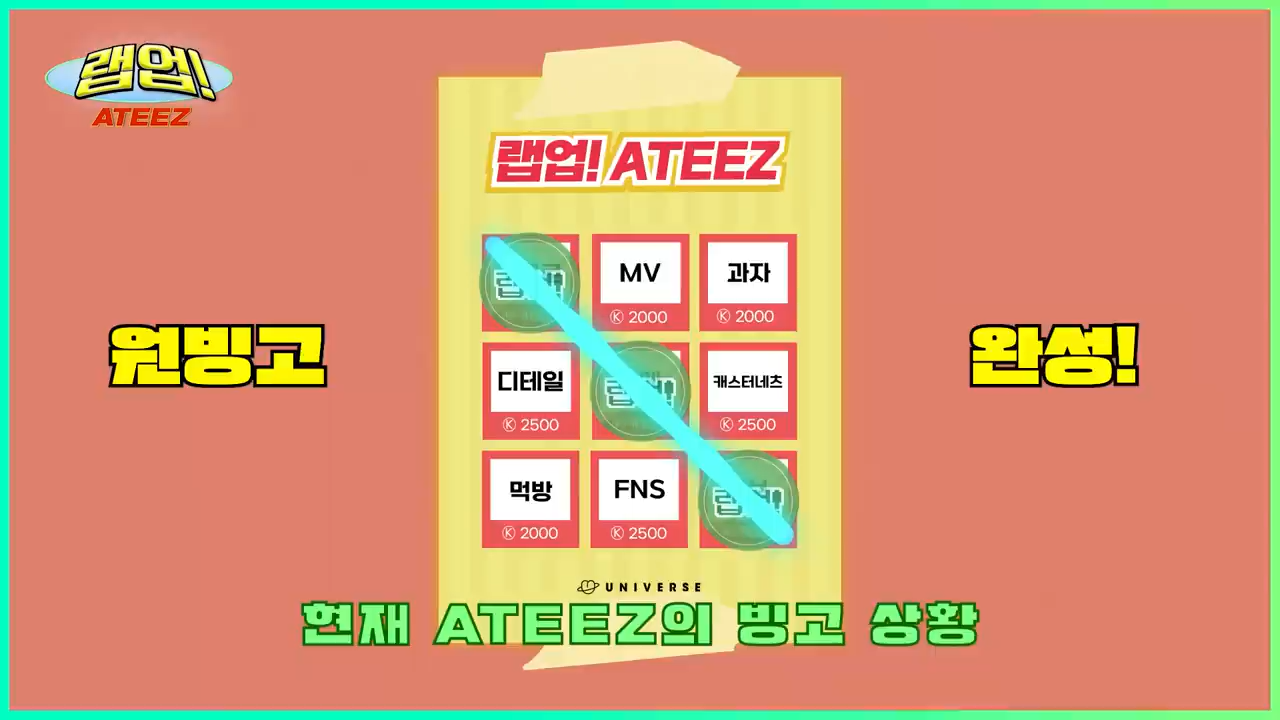 랩업!
ATEEZ
랩업! ATEEZ
MV
과자
Ⓚ 2000
Ⓚ 2000
원빙고
완성!
디테일
캐스터네츠
Ⓚ 2500
Ⓚ 2500
먹방
FNS
Ⓚ 2000
Ⓚ 2500
UNIVERSE
현재 ATEEZ의 빙고 상황